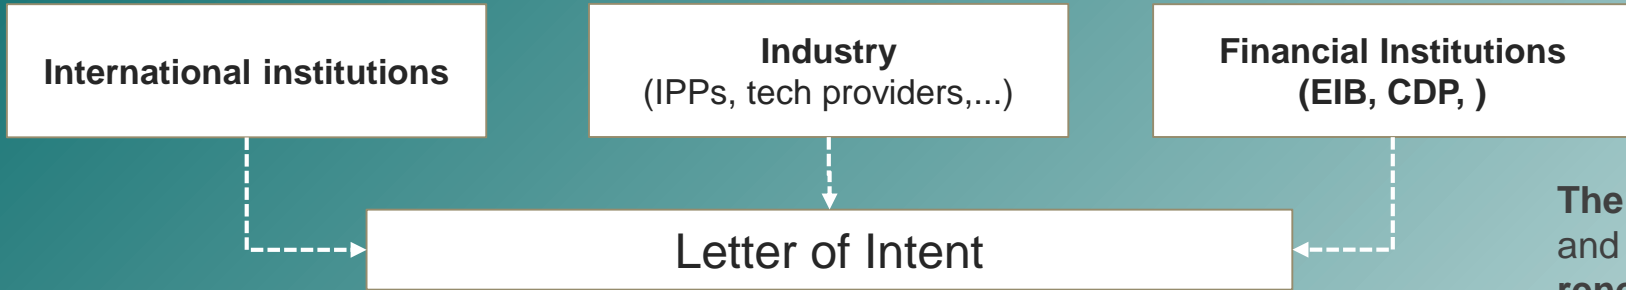 International institutions
Industry
(IPPs, tech providers,...)
Financial Institutions
(EIB, CDP, )
Letter of Intent
The
and